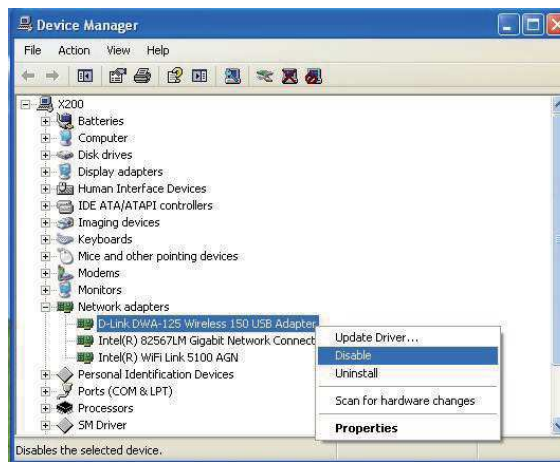 Device Manager
File Action View Help
X200
Batteries
Computer
Disk drives
Display adapters
Human Interface Devices
IDE ATA/ATAPI controllers
Imaging devices
Keyboards
Mice and other pointing devices
Modems
Monitors
Network adapters
D-Link DWA-125 Wireless 150 USB Adapter
Intel(R) 82567LM Gigabit Network Connect
Intel(R) WiFi Link 5100 AGN
Personal Identification Devices
Ports (COM & LPT)
Processors
SM Driver
Update Driver...
Disable
Uninstall
Scan for hardware changes
Properties
Disables the selected device.